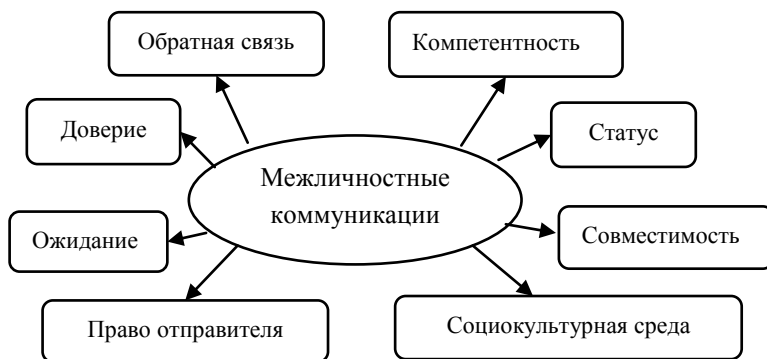 Обратная связь
Компетентность
Доверие
Статус
Межличностные
коммуникации
Ожидание
Совместимость
Право отправителя
Социокультурная среда